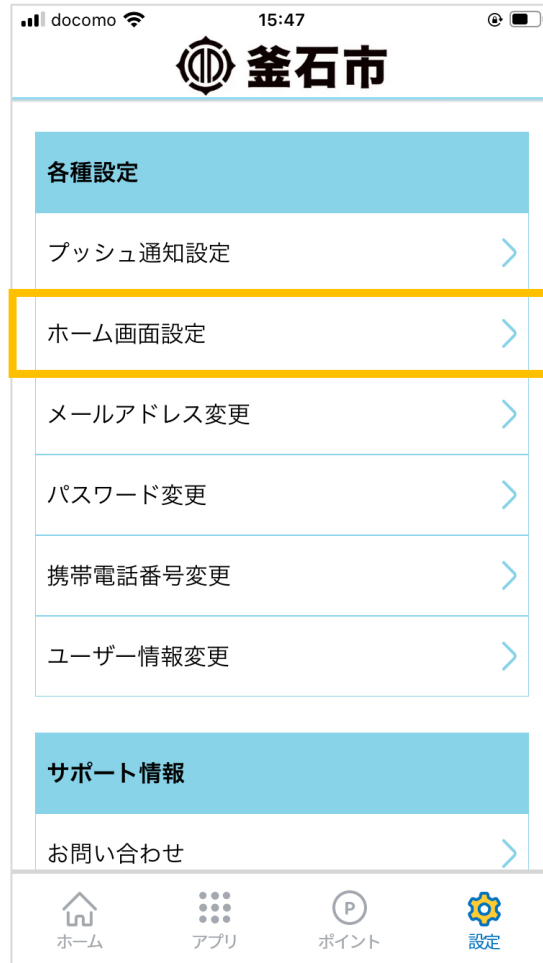 docomo 15:47
釜石市
各種設定
プッシュ通知設定
ホーム画面設定
メールアドレス変更
パスワード変更
携帯電話番号変更
ユーザー情報変更
サポート情報
お問い合わせ
P
ホーム アプリ ポイント 設定